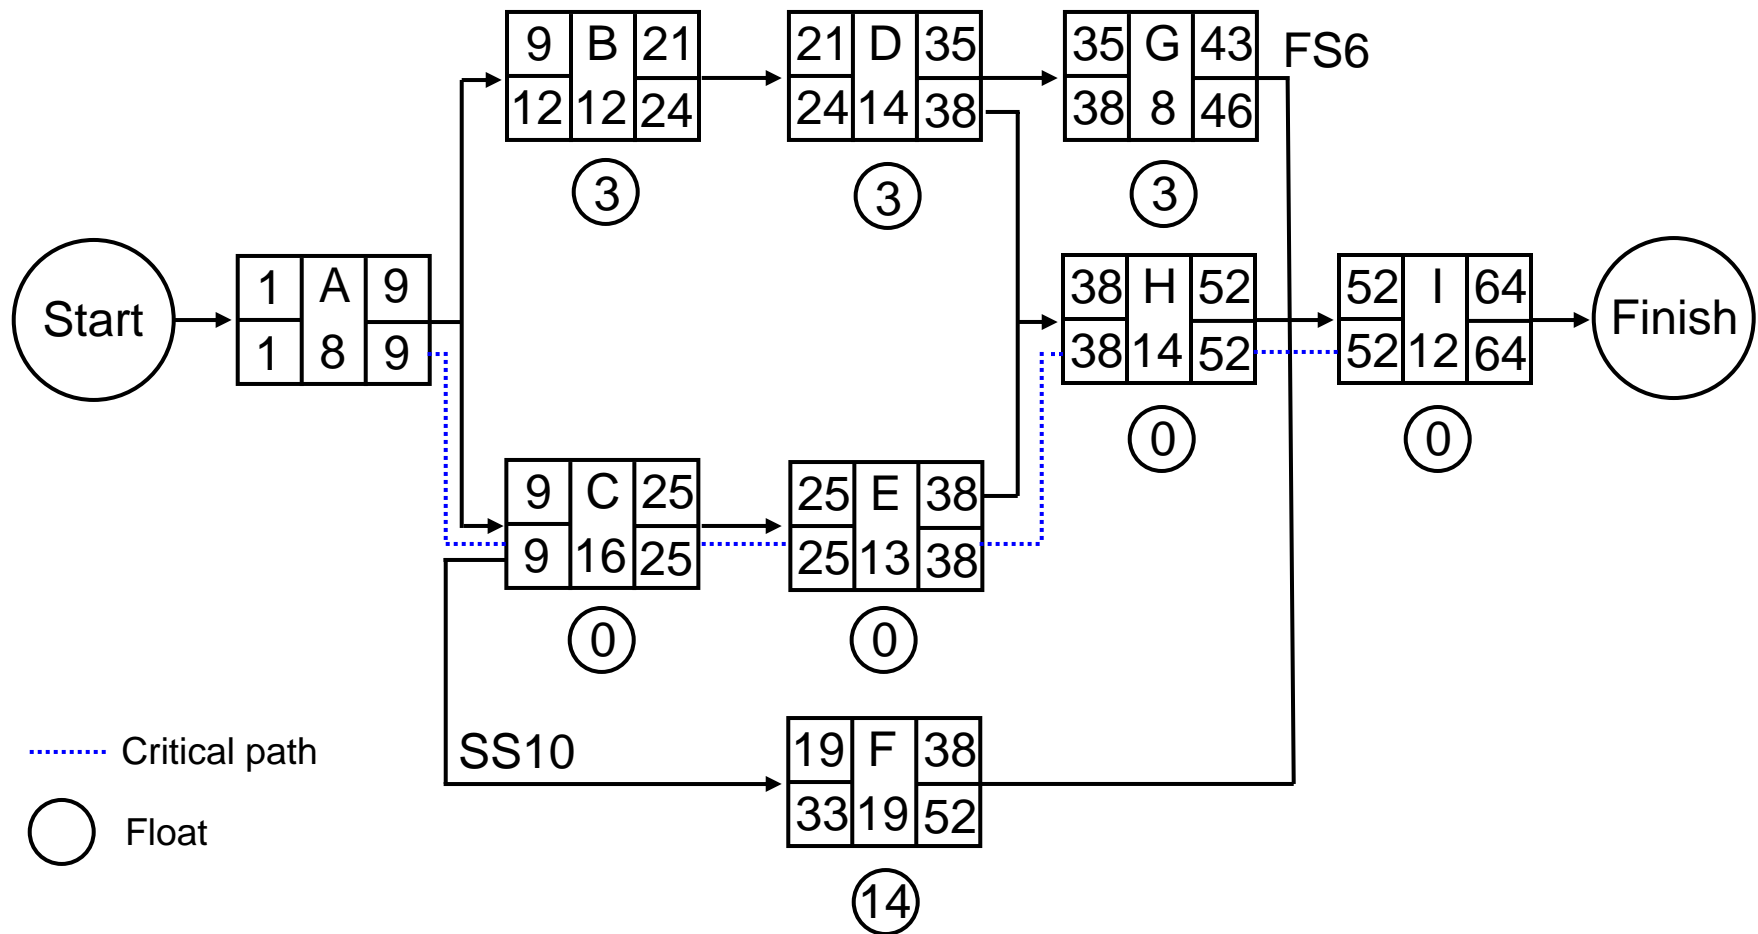 9 B 21
12 12 24
3
21 D 35
24 14 38
3
35 G 43
38 8 46
3
FS6
Start
1 A 9
1 8 9
38 H 52
38 14 52
0
52 I 64
52 12 64
0
Finish
9 C 25
9 16 25
0
25 E 38
25 13 38
0
SS10
19 F 38
33 19 52
14
Critical path
Float